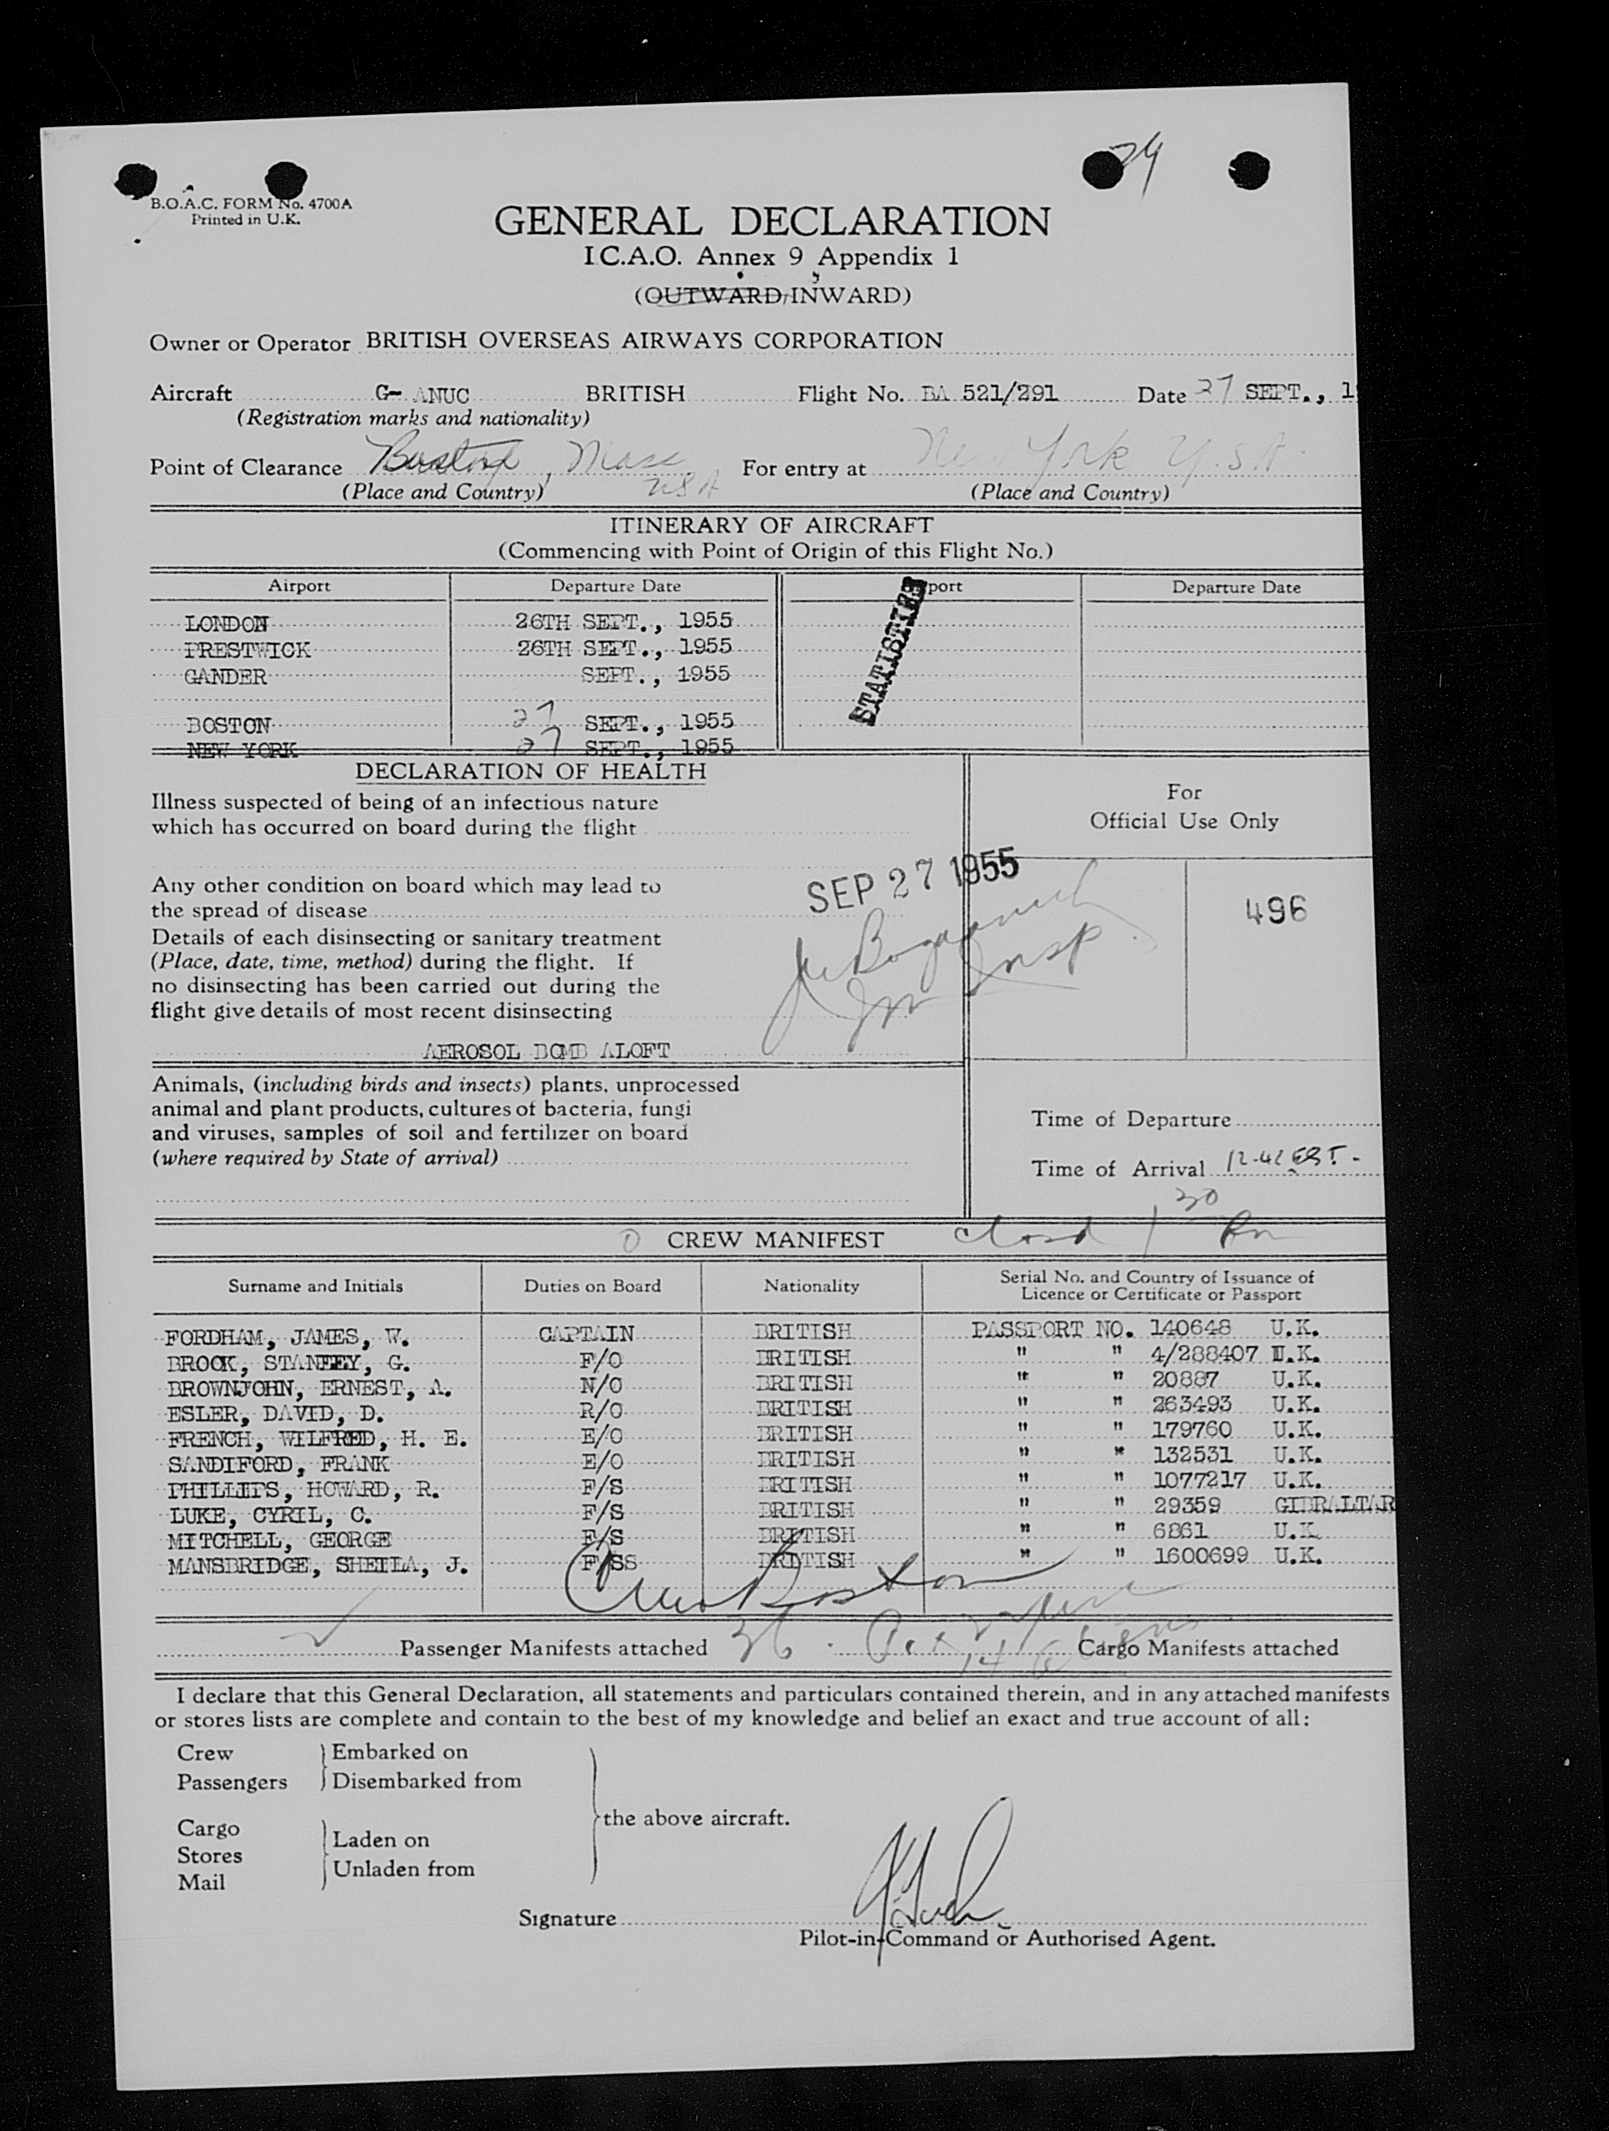 24
B.O.A.C. FORM No. 4700A
Printed in U.K.
GENERAL DECLARATION
I.C.A.O. Annex 9, Appendix 1
(OUTWARD/INWARD)
Owner or Operator BRITISH OVERSEAS AIRWAYS CORPORATION
Aircraft G- ANUC BRITISH Flight No. BA 521/291 Date 27 SEPT., 1
(Registration marks and nationality)
Point of Clearance Boston, Mass. USA For entry at New York U.S.A.
(Place and Country) (Place and Country)
ITINERARY OF AIRCRAFT
(Commencing with Point of Origin of this Flight No.)
Airport Departure Date port Departure Date
STATISTICS
LONDON 26TH SEPT., 1955
PRESTWICK 26TH SEPT., 1955
GANDER SEPT., 1955
BOSTON 27 SEPT., 1955
NEW YORK 27 SEPT., 1955
DECLARATION OF HEALTH
Illness suspected of being of an infectious nature
which has occurred on board during the flight
For
Official Use Only
Any other condition on board which may lead to
the spread of disease
SEP 27 1955
496
Details of each disinsecting or sanitary treatment
(Place, date, time, method) during the flight. If
no disinsecting has been carried out during the
flight give details of most recent disinsecting
Im Insp.
AEROSOL BOMB ALOFT
Animals, (including birds and insects) plants, unprocessed
animal and plant products, cultures of bacteria, fungi
and viruses, samples of soil and fertilizer on board
(where required by State of arrival)
Time of Departure
Time of Arrival 12.42 EST.
CREW MANIFEST closd 1 30 Pm
Surname and Initials Duties on Board Nationality Serial No. and Country of Issuance of
Licence or Certificate or Passport
FORDHAM, JAMES, W. CAPTAIN BRITISH PASSPORT NO. 140648 U.K.
BROCK, STANLEY, G. F/O BRITISH " " 4/288407 U.K.
BROWNJOHN, ERNEST, A. N/O BRITISH " " 20887 U.K.
ESLER, DAVID, D. R/O BRITISH " " 263493 U.K.
FRENCH, WILFRED, H. E. E/O BRITISH " " 179760 U.K.
SANDIFORD, FRANK E/O BRITISH " " 132531 U.K.
PHILLIPS, HOWARD, R. F/S BRITISH " " 1077217 U.K.
LUKE, CYRIL, C. F/S BRITISH " " 29359 GIBRALTAR
MITCHELL, GEORGE F/S BRITISH " " 6861 U.K.
MANSBRIDGE, SHEILA, J. F/SS BRITISH " " 1600699 U.K.
Boston
Passenger Manifests attached 36 Cargo Manifests attached
I declare that this General Declaration, all statements and particulars contained therein, and in any attached manifests
or stores lists are complete and contain to the best of my knowledge and belief an exact and true account of all:
Crew
Passengers
Embarked on
Disembarked from
the above aircraft.
Cargo
Stores
Mail
Laden on
Unladen from
Signature
Pilot-in-Command or Authorised Agent.